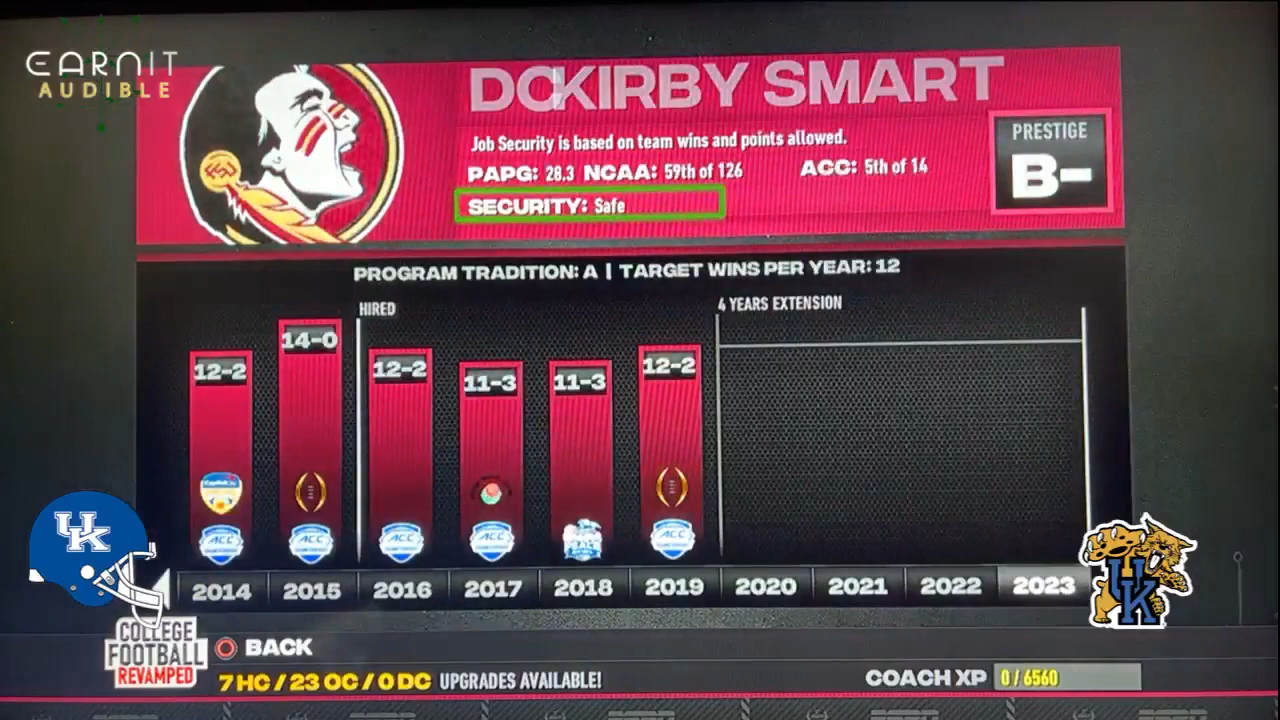 EARNIT
AUDIBLE
DC KIRBY SMART
Job Security is based on team wins and points allowed.
PAPG: 28.3 NCAA: 59th of 126 ACC: 5th of 14
SECURITY: Safe
PRESTIGE
B-
PROGRAM TRADITION: A | TARGET WINS PER YEAR: 12
HIRED
4 YEARS EXTENSION
12-2
14-0
12-2
11-3
11-3
12-2
ACC
ACC
ACC
ACC
ACC
UK
UK
2014 2015 2016 2017 2018 2019 2020 2021 2022 2023
COLLEGE
FOOTBALL
REVAMPED
BACK
7 HC / 23 OC / 0 DC UPGRADES AVAILABLE!
COACH XP 0 / 6560